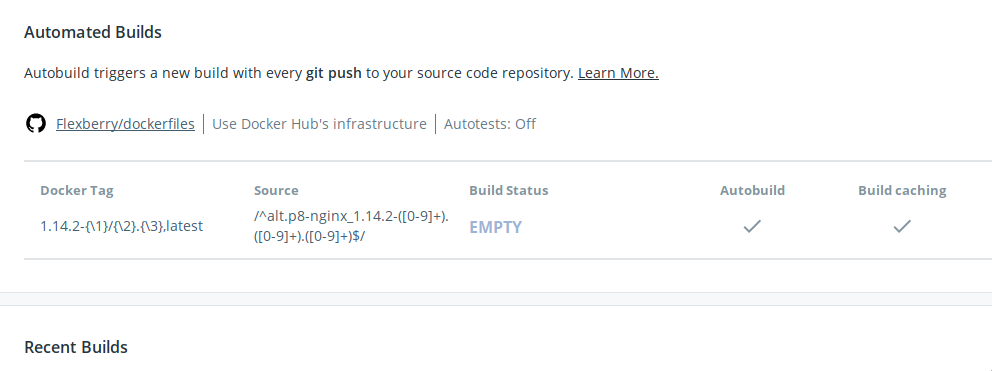 Automated Builds
Autobuild triggers a new build with every git push to your source code repository. Learn More.
Flexberry/dockerfiles | Use Docker Hub's infrastructure | Autotests: Off
Docker Tag Source Build Status Autobuild Build caching
1.14.2-{\1}/{\2}.{\3},latest /^alt.p8-nginx_1.14.2-([0-9]+). EMPTY
([0-9]+).([0-9]+)$/
Recent Builds